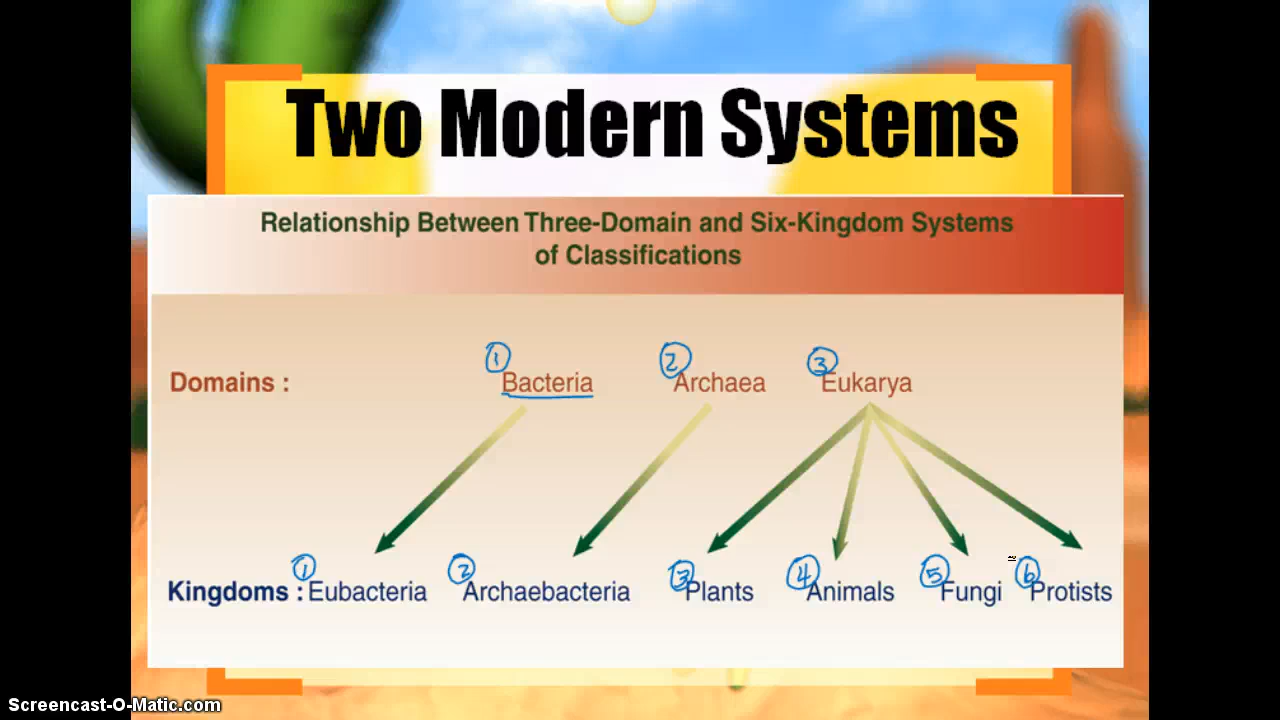 Two Modern Systems
Relationship Between Three-Domain and Six-Kingdom Systems
of Classifications
1 2 3
Domains : Bacteria Archaea Eukarya
1 2 3 4 5 6
Kingdoms : Eubacteria Archaebacteria Plants Animals Fungi Protists
Screencast-O-Matic.com